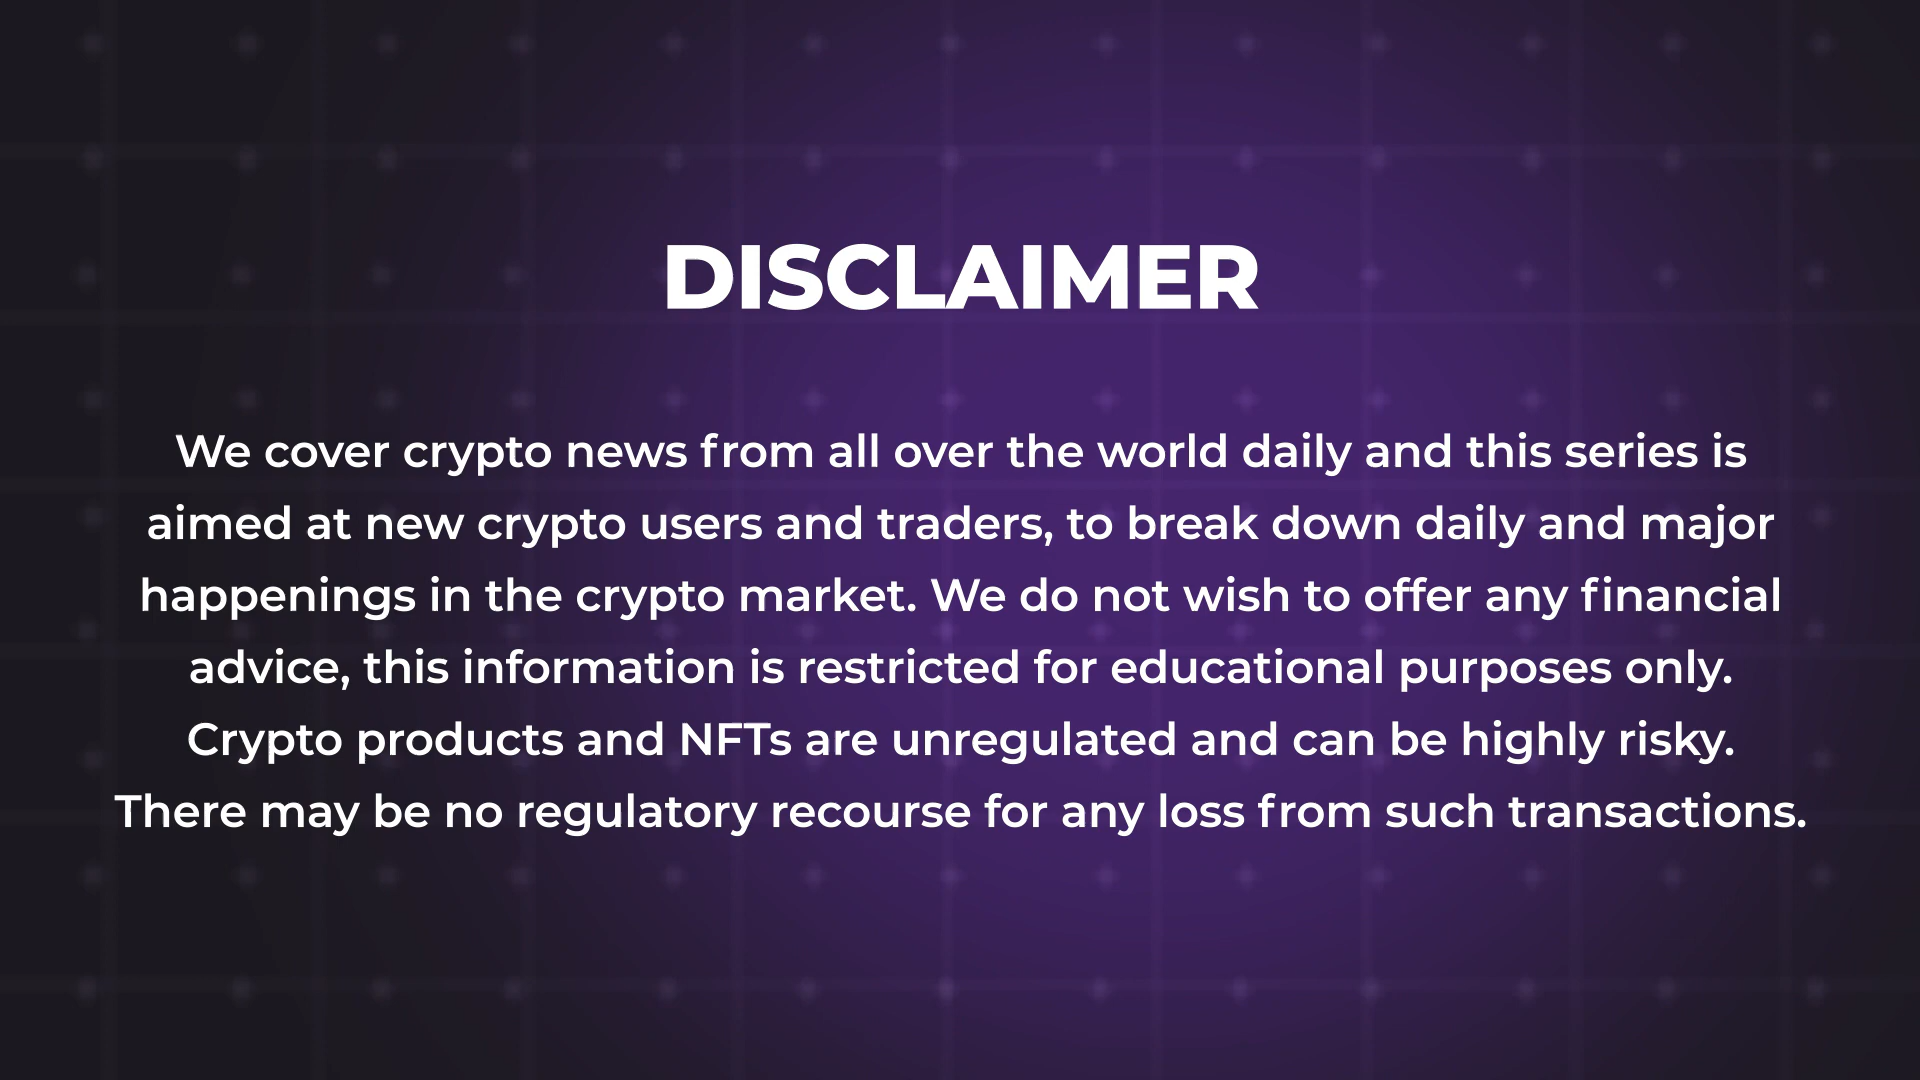 DISCLAIMER
We cover crypto news from all over the world daily and this series is
aimed at new crypto users and traders, to break down daily and major
happenings in the crypto market. We do not wish to offer any financial
advice, this information is restricted for educational purposes only.
Crypto products and NFTs are unregulated and can be highly risky.
There may be no regulatory recourse for any loss from such transactions.